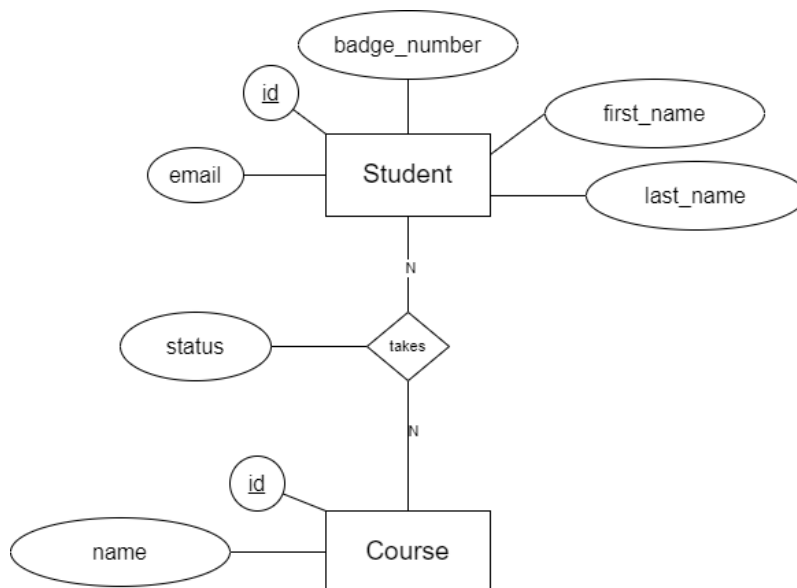 badge_number
id
first_name
email
Student
last_name
N
status
takes
N
id
name
Course